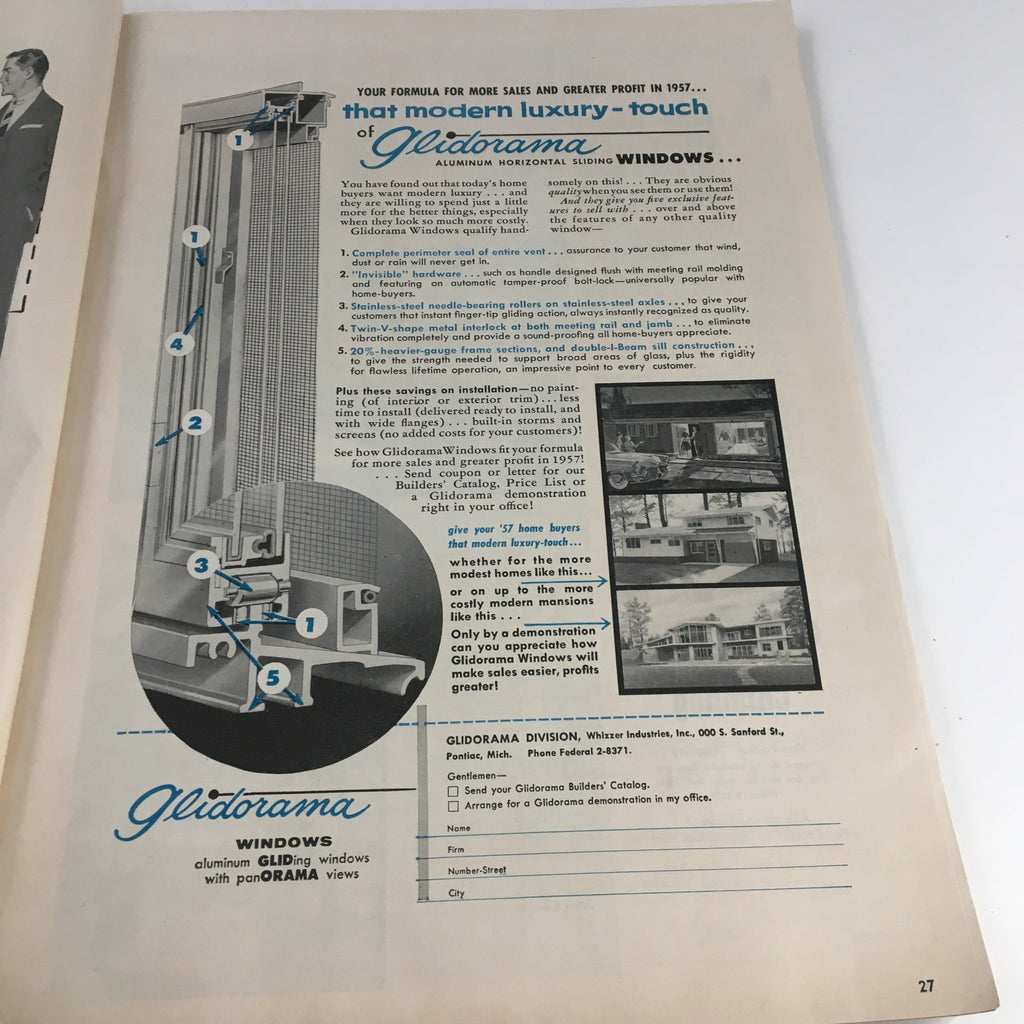 YOUR FORMULA FOR MORE SALES AND GREATER PROFIT IN 1957...
that modern luxury-touch
of Glidorama
ALUMINUM HORIZONTAL SLIDING WINDOWS...
You have found out that today's home
buyers want modern luxury . . . and
they are willing to spend just a little
more for the better things, especially
when they look so much more costly.
Glidorama Windows qualify hand-
somely on this! . . . They are obvious
quality when you see them or use them!
And they give you five exclusive feat-
ures to sell with . . . over and above
the features of any other quality
window—
1. Complete perimeter seal of entire vent . . . assurance to your customer that wind,
dust or rain will never get in.
2. "Invisible" hardware . . . such as handle designed flush with meeting rail molding
and featuring an automatic tamper-proof bolt-lock—universally popular with
home-buyers.
3. Stainless-steel needle-bearing rollers on stainless-steel axles . . . to give your
customers that instant finger-tip gliding action, always instantly recognized as quality.
4. Twin-V-shape metal interlock at both meeting rail and jamb . . . to eliminate
vibration completely and provide a sound-proofing all home-buyers appreciate.
5. 20%-heavier-gauge frame sections, and double-I-Beam sill construction . . .
to give the strength needed to support broad areas of glass, plus the rigidity
for flawless lifetime operation, an impressive point to every customer.
Plus these savings on installation—no paint-
ing (of interior or exterior trim) . . . less
time to install (delivered ready to install, and
with wide flanges) . . . built-in storms and
screens (no added costs for your customers)!
See how Glidorama Windows fit your formula
for more sales and greater profit in 1957!
. . . Send coupon or letter for our
Builders' Catalog, Price List or
a Glidorama demonstration
right in your office!
give your '57 home buyers
that modern luxury-touch...
whether for the more
modest homes like this...
or on up to the more
costly modern mansions
like this . . .
Only by a demonstration
can you appreciate how
Glidorama Windows will
make sales easier, profits
greater!
1
1
4
2
3
1
5
Glidorama
WINDOWS
aluminum GLIDing windows
with panORAMA views
GLIDORAMA DIVISION, Whizzer Industries, Inc., 000 S. Sanford St.,
Pontiac, Mich. Phone Federal 2-8371.
Gentlemen—
Send your Glidorama Builders' Catalog.
Arrange for a Glidorama demonstration in my office.
Name
Firm
Number-Street
City
27